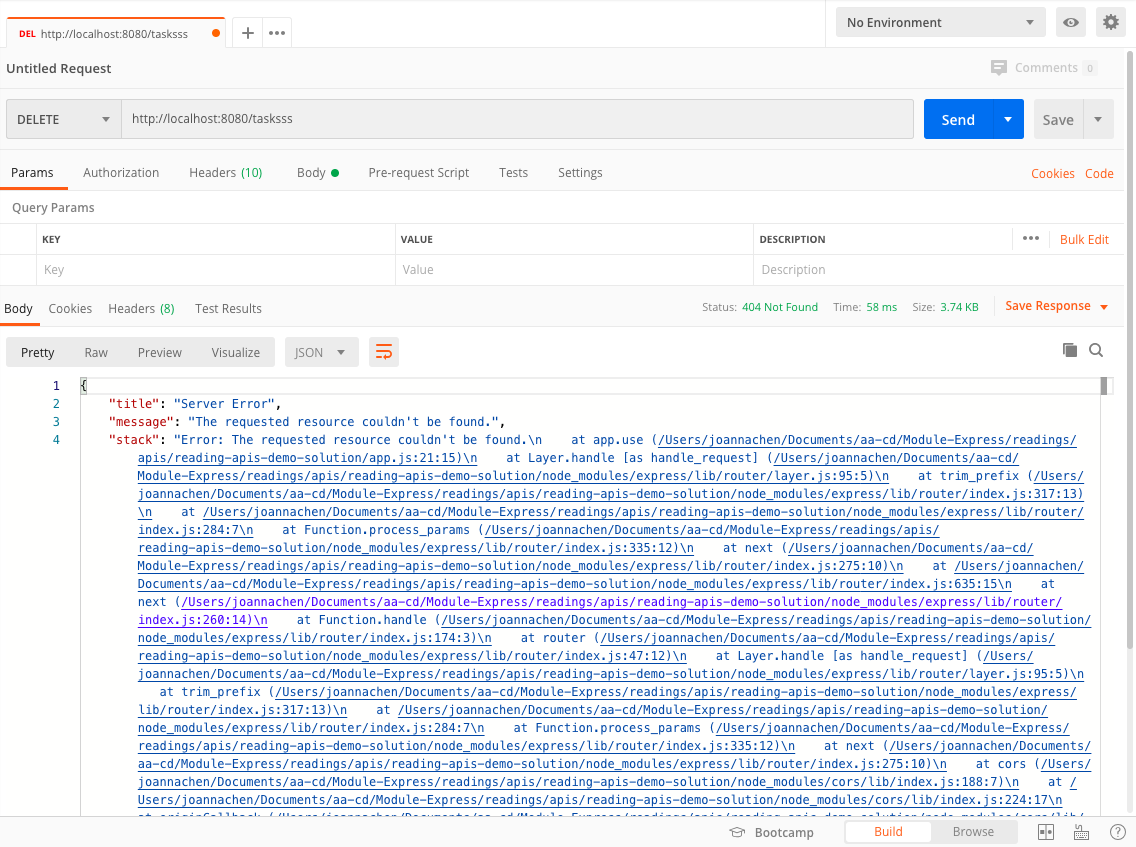 DEL http://localhost:8080/tasksss
No Environment
Untitled Request
Comments 0
DELETE http://localhost:8080/tasksss Send Save
Params Authorization Headers (10) Body Pre-request Script Tests Settings Cookies Code
Query Params
KEY VALUE DESCRIPTION ••• Bulk Edit
Key Value Description
Body Cookies Headers (8) Test Results Status: 404 Not Found Time: 58 ms Size: 3.74 KB Save Response
Pretty Raw Preview Visualize JSON
1 {
2 "title": "Server Error",
3 "message": "The requested resource couldn't be found.",
4 "stack": "Error: The requested resource couldn't be found.\n    at app.use (/Users/joannachen/Documents/aa-cd/Module-Express/readings/
apis/reading-apis-demo-solution/app.js:21:15)\n    at Layer.handle [as handle_request] (/Users/joannachen/Documents/aa-cd/
Module-Express/readings/apis/reading-apis-demo-solution/node_modules/express/lib/router/layer.js:95:5)\n    at trim_prefix (/Users/
joannachen/Documents/aa-cd/Module-Express/readings/apis/reading-apis-demo-solution/node_modules/express/lib/router/index.js:317:13)
\n    at /Users/joannachen/Documents/aa-cd/Module-Express/readings/apis/reading-apis-demo-solution/node_modules/express/lib/router/
index.js:284:7\n    at Function.process_params (/Users/joannachen/Documents/aa-cd/Module-Express/readings/apis/
reading-apis-demo-solution/node_modules/express/lib/router/index.js:335:12)\n    at next (/Users/joannachen/Documents/aa-cd/
Module-Express/readings/apis/reading-apis-demo-solution/node_modules/express/lib/router/index.js:275:10)\n    at /Users/joannachen/
Documents/aa-cd/Module-Express/readings/apis/reading-apis-demo-solution/node_modules/express/lib/router/index.js:635:15\n    at
next (/Users/joannachen/Documents/aa-cd/Module-Express/readings/apis/reading-apis-demo-solution/node_modules/express/lib/router/
index.js:260:14)\n    at Function.handle (/Users/joannachen/Documents/aa-cd/Module-Express/readings/apis/reading-apis-demo-solution/
node_modules/express/lib/router/index.js:174:3)\n    at router (/Users/joannachen/Documents/aa-cd/Module-Express/readings/apis/
reading-apis-demo-solution/node_modules/express/lib/router/index.js:47:12)\n    at Layer.handle [as handle_request] (/Users/
joannachen/Documents/aa-cd/Module-Express/readings/apis/reading-apis-demo-solution/node_modules/express/lib/router/layer.js:95:5)\n
at trim_prefix (/Users/joannachen/Documents/aa-cd/Module-Express/readings/apis/reading-apis-demo-solution/node_modules/express/
lib/router/index.js:317:13)\n    at /Users/joannachen/Documents/aa-cd/Module-Express/readings/apis/reading-apis-demo-solution/
node_modules/express/lib/router/index.js:284:7\n    at Function.process_params (/Users/joannachen/Documents/aa-cd/Module-Express/
readings/apis/reading-apis-demo-solution/node_modules/express/lib/router/index.js:335:12)\n    at next (/Users/joannachen/Documents/
aa-cd/Module-Express/readings/apis/reading-apis-demo-solution/node_modules/express/lib/router/index.js:275:10)\n    at cors (/Users/
joannachen/Documents/aa-cd/Module-Express/readings/apis/reading-apis-demo-solution/node_modules/cors/lib/index.js:188:7)\n    at /
Users/joannachen/Documents/aa-cd/Module-Express/readings/apis/reading-apis-demo-solution/node_modules/cors/lib/index.js:224:17\n
Bootcamp Build Browse